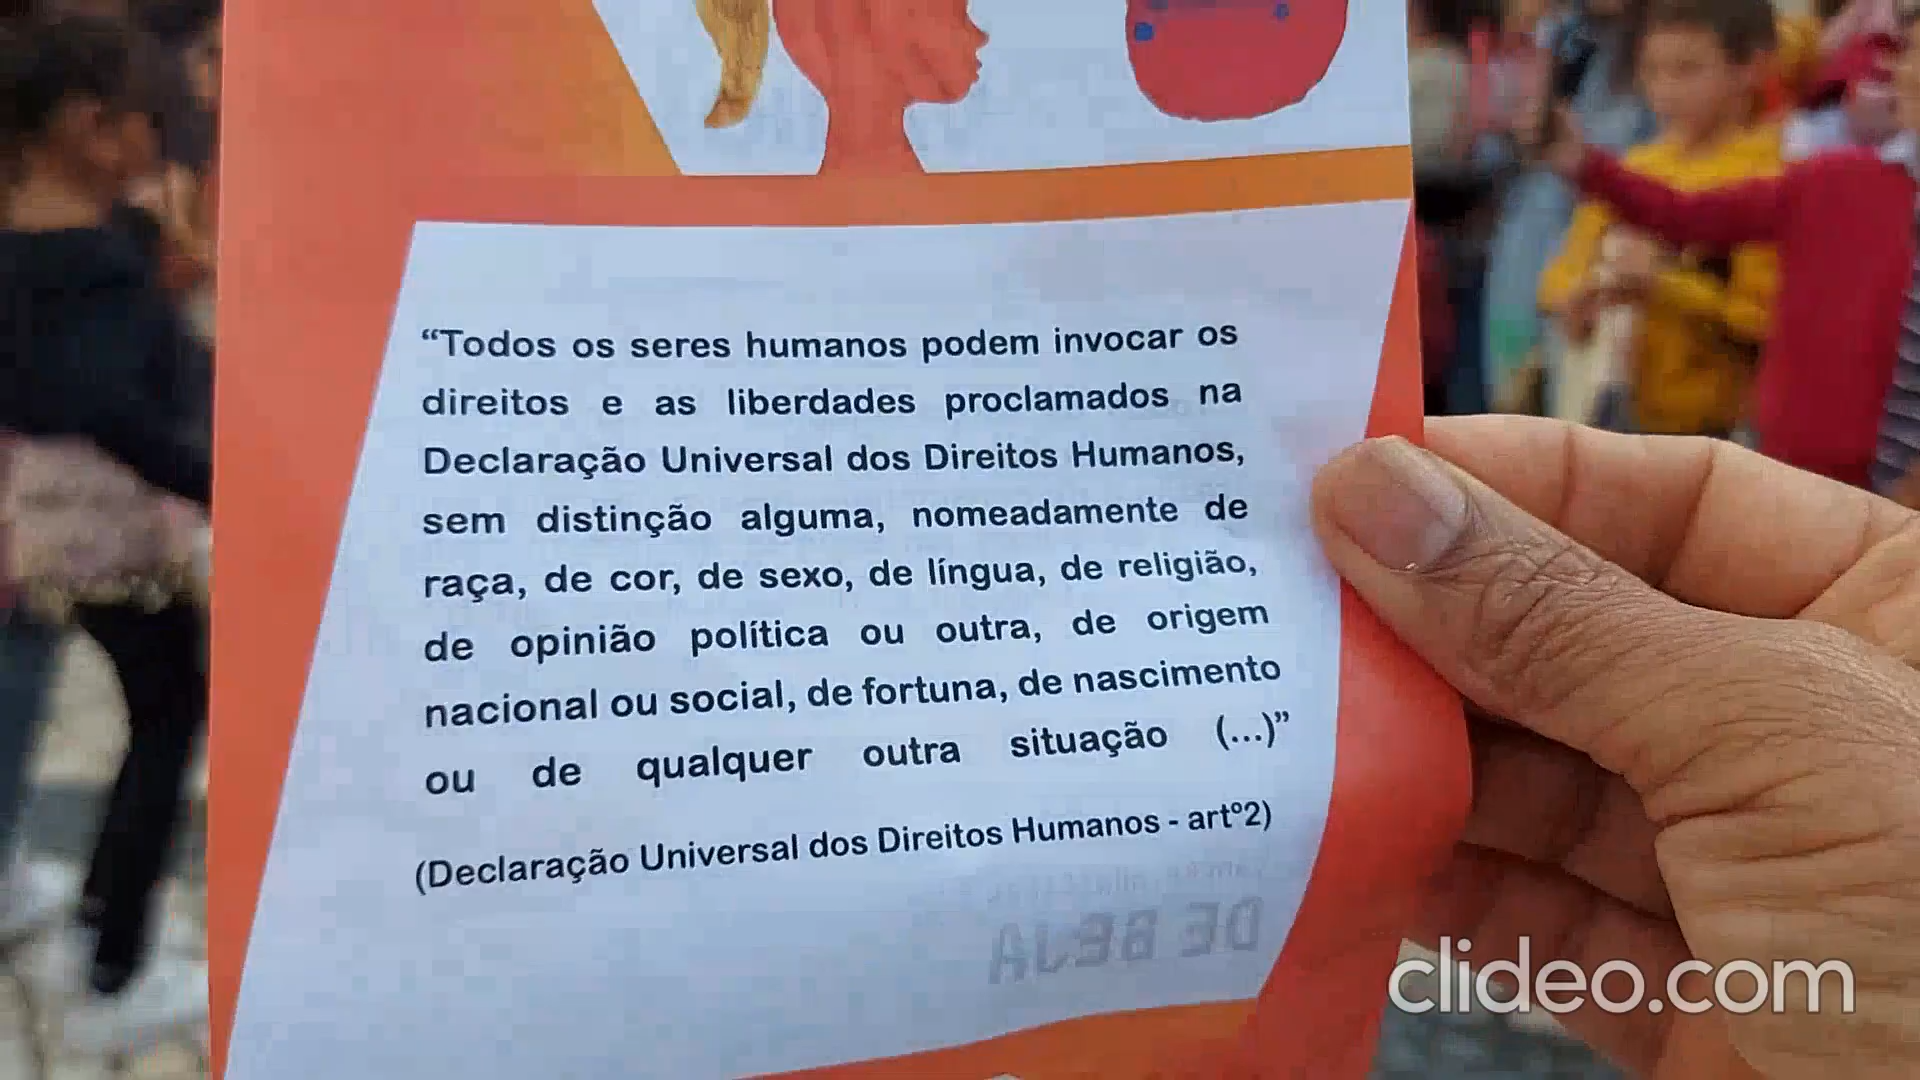 “Todos os seres humanos podem invocar os
direitos e as liberdades proclamados na
Declaração Universal dos Direitos Humanos,
sem distinção alguma, nomeadamente de
raça, de cor, de sexo, de língua, de religião,
de opinião política ou outra, de origem
nacional ou social, de fortuna, de nascimento
ou de qualquer outra situação (...)”
(Declaração Universal dos Direitos Humanos - artº2)
clideo.com